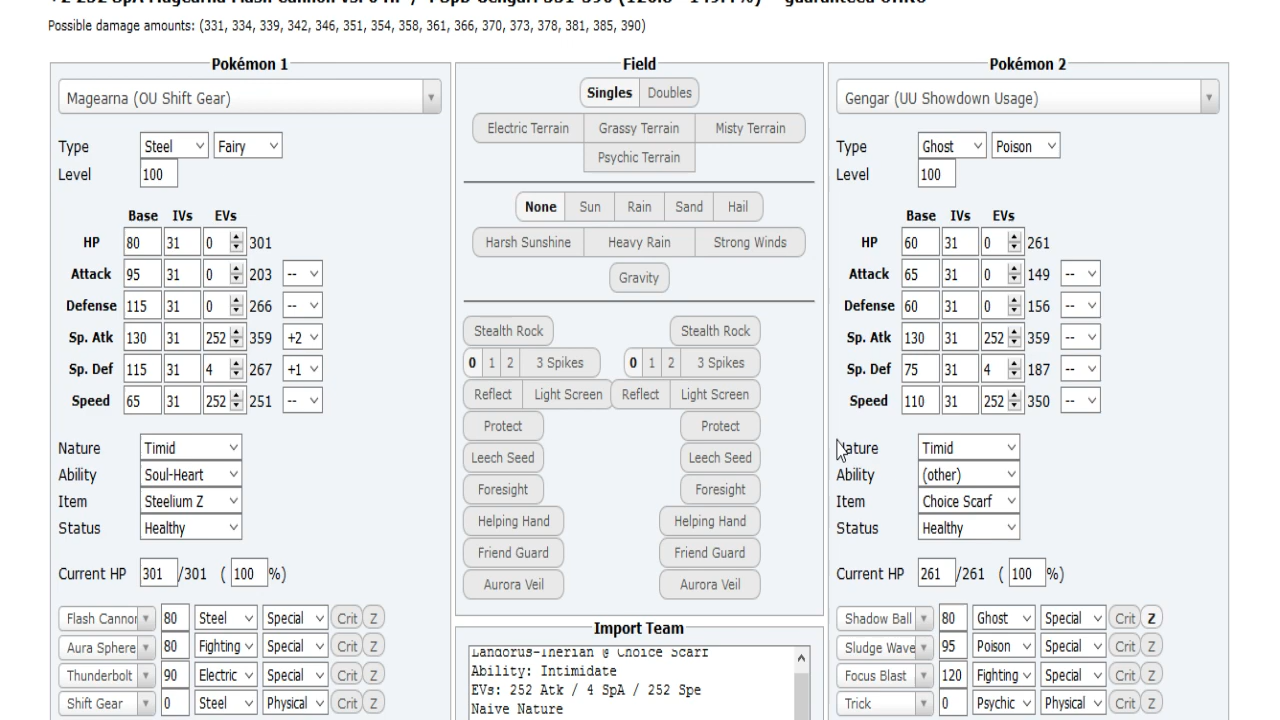 Possible damage amounts: (331, 334, 339, 342, 346, 351, 354, 358, 361, 366, 370, 373, 378, 381, 385, 390)
Pokémon 1
Magearna (OU Shift Gear)
Type Steel Fairy
Level 100
Base IVs EVs
HP 80 31 0 301
Attack 95 31 0 203 --
Defense 115 31 0 266 --
Sp. Atk 130 31 252 359 +2
Sp. Def 115 31 4 267 +1
Speed 65 31 252 251 --
Nature Timid
Ability Soul-Heart
Item Steelium Z
Status Healthy
Current HP 301 /301 ( 100 %)
Flash Cannor 80 Steel Special Crit Z
Aura Sphere 80 Fighting Special Crit Z
Thunderbolt 90 Electric Special Crit Z
Shift Gear 0 Steel Physical Crit Z
Field
Singles Doubles
Electric Terrain Grassy Terrain Misty Terrain
Psychic Terrain
None Sun Rain Sand Hail
Harsh Sunshine Heavy Rain Strong Winds
Gravity
Stealth Rock Stealth Rock
0 1 2 3 Spikes 0 1 2 3 Spikes
Reflect Light Screen Reflect Light Screen
Protect Protect
Leech Seed Leech Seed
Foresight Foresight
Helping Hand Helping Hand
Friend Guard Friend Guard
Aurora Veil Aurora Veil
Import Team
Landorus-Therian @ Choice Scarf
Ability: Intimidate
EVs: 252 Atk / 4 SpA / 252 Spe
Naive Nature
Pokémon 2
Gengar (UU Showdown Usage)
Type Ghost Poison
Level 100
Base IVs EVs
HP 60 31 0 261
Attack 65 31 0 149 --
Defense 60 31 0 156 --
Sp. Atk 130 31 252 359 --
Sp. Def 75 31 4 187 --
Speed 110 31 252 350 --
Nature Timid
Ability (other)
Item Choice Scarf
Status Healthy
Current HP 261 /261 ( 100 %)
Shadow Ball 80 Ghost Special Crit Z
Sludge Wave 95 Poison Special Crit Z
Focus Blast 120 Fighting Special Crit Z
Trick 0 Psychic Special Crit Z